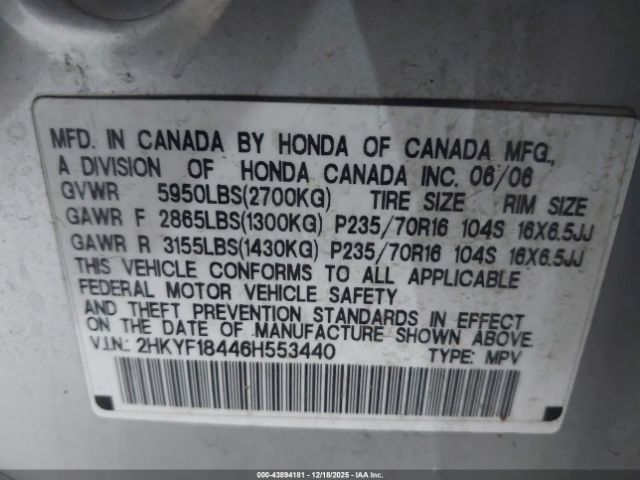 MFD. IN CANADA BY HONDA OF CANADA MFG.,
A DIVISION OF HONDA CANADA INC. 06/06
GVWR 5950LBS(2700KG) TIRE SIZE RIM SIZE
GAWR F 2865LBS(1300KG) P235/70R16 104S 16X6.5JJ
GAWR R 3155LBS(1430KG) P235/70R16 104S 16X6.5JJ
THIS VEHICLE CONFORMS TO ALL APPLICABLE
FEDERAL MOTOR VEHICLE SAFETY
AND THEFT PREVENTION STANDARDS IN EFFECT
ON THE DATE OF MANUFACTURE SHOWN ABOVE.
V.I.N.: 2HKYF18446H553440 TYPE: MPV
000-43894181 - 12/18/2025 - IAA Inc.